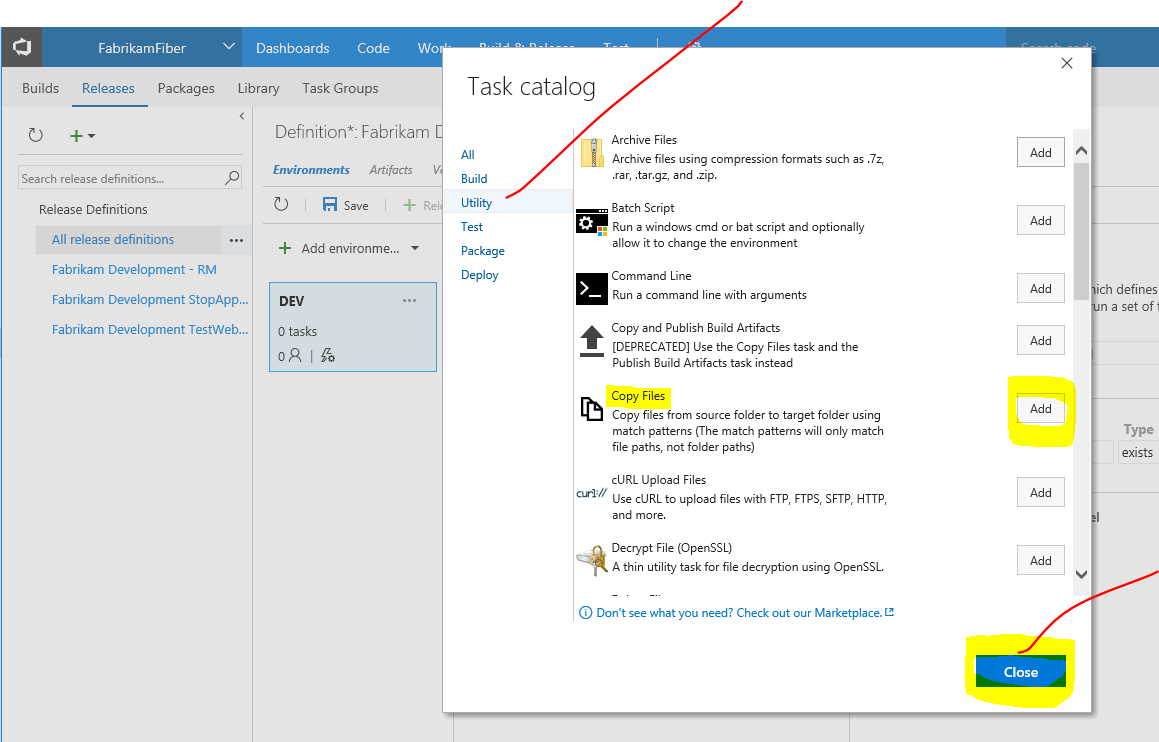 FabrikamFiber
Dashboards
Code
Work
Build & Release
Test
Search code
Builds
Releases
Packages
Library
Task Groups
Search release definitions...
Release Definitions
All release definitions
...
Fabrikam Development - RM
Fabrikam Development StopApp...
Fabrikam Development TestWeb...
Definition*: Fabrikam D
Environments
Artifacts
Save
Rele
Add environme...
DEV
...
0 tasks
0
Task catalog
All
Build
Utility
Test
Package
Deploy
Archive Files
Archive files using compression formats such as .7z,
.rar, .tar.gz, and .zip.
Add
Batch Script
Run a windows cmd or bat script and optionally
allow it to change the environment
Add
Command Line
Run a command line with arguments
Add
Copy and Publish Build Artifacts
[DEPRECATED] Use the Copy Files task and the
Publish Build Artifacts task instead
Add
Copy Files
Copy files from source folder to target folder using
match patterns (The match patterns will only match
file paths, not folder paths)
Add
curl://
cURL Upload Files
Use cURL to upload files with FTP, FTPS, SFTP, HTTP,
and more.
Add
Decrypt File (OpenSSL)
A thin utility task for file decryption using OpenSSL.
Add
Don't see what you need? Check out our Marketplace.
Close
hich defines
run a set of t
Type
exists
el